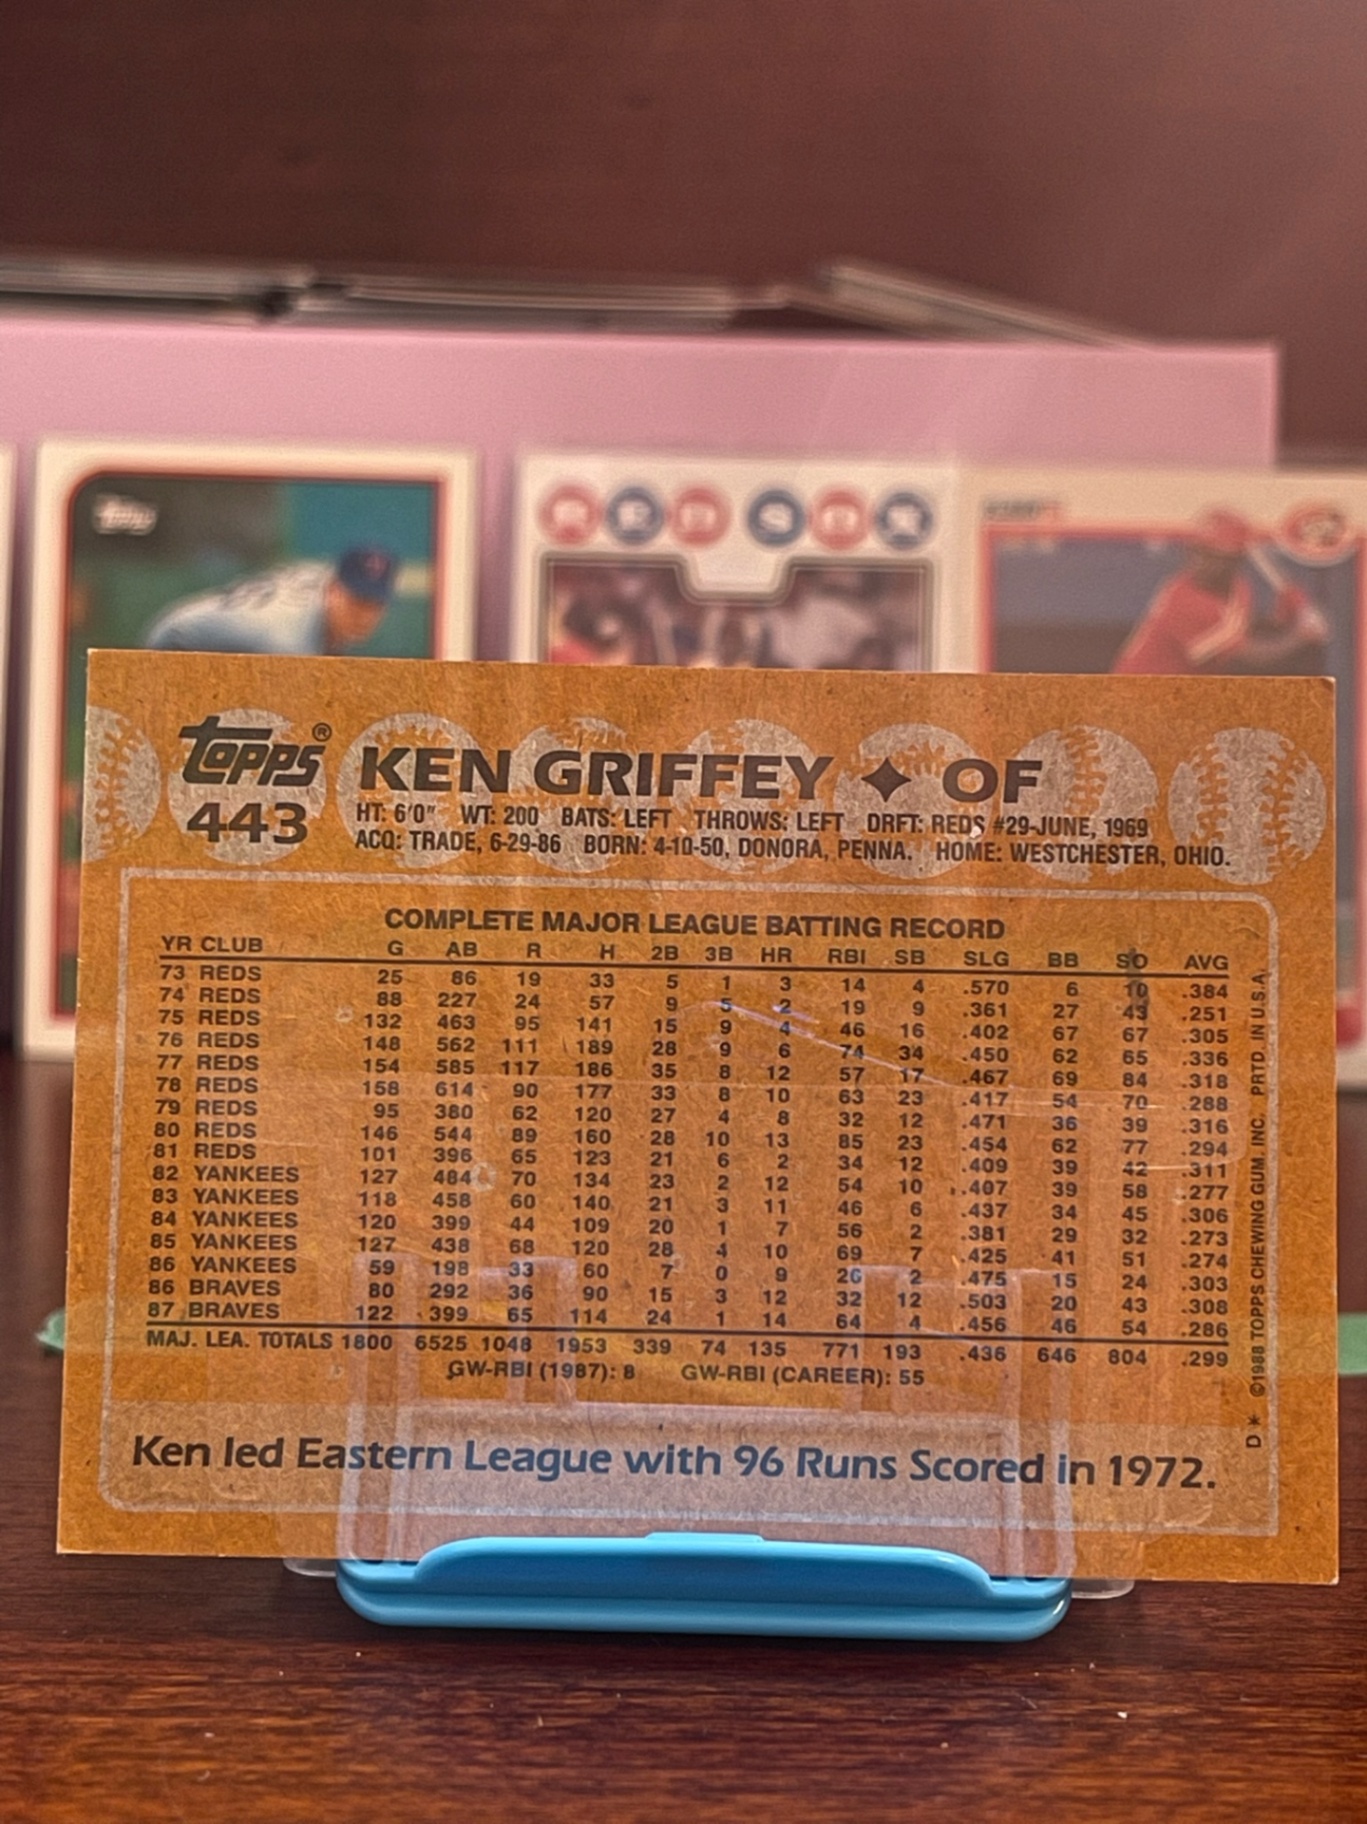 Topps
RED SOX
Topps®
443
KEN GRIFFEY ✦ OF
HT: 6'0" WT: 200 BATS: LEFT THROWS: LEFT DRFT: REDS #29-JUNE, 1969
ACQ: TRADE, 6-29-86 BORN: 4-10-50, DONORA, PENNA. HOME: WESTCHESTER, OHIO.
COMPLETE MAJOR LEAGUE BATTING RECORD
YR CLUB G AB R H 2B 3B HR RBI SB SLG BB SO AVG
73 REDS 25 86 19 33 5 1 3 14 4 .570 6 10 .384
74 REDS 88 227 24 57 9 5 2 19 9 .361 27 43 .251
75 REDS 132 463 95 141 15 9 4 46 16 .402 67 67 .305
76 REDS 148 562 111 189 28 9 6 74 34 .450 62 65 .336
77 REDS 154 585 117 186 35 8 12 57 17 .467 69 84 .318
78 REDS 158 614 90 177 33 8 10 63 23 .417 54 70 .288
79 REDS 95 380 62 120 27 4 8 32 12 .471 36 39 .316
80 REDS 146 544 89 160 28 10 13 85 23 .454 62 77 .294
81 REDS 101 396 65 123 21 6 2 34 12 .409 39 42 .311
82 YANKEES 127 484 70 134 23 2 12 54 10 .407 39 58 .277
83 YANKEES 118 458 60 140 21 3 11 46 6 .437 34 45 .306
84 YANKEES 120 399 44 109 20 1 7 56 2 .381 29 32 .273
85 YANKEES 127 438 68 120 28 4 10 69 7 .425 41 51 .274
86 YANKEES 59 198 33 60 7 0 9 26 2 .475 15 24 .303
86 BRAVES 80 292 36 90 15 3 12 32 12 .503 20 43 .308
87 BRAVES 122 399 65 114 24 1 14 64 4 .456 46 54 .286
MAJ. LEA. TOTALS 1800 6525 1048 1953 339 74 135 771 193 .436 646 804 .299
GW-RBI (1987): 8 GW-RBI (CAREER): 55
Ken led Eastern League with 96 Runs Scored in 1972.
D* ©1988 TOPPS CHEWING GUM, INC. PRTD. IN U.S.A.